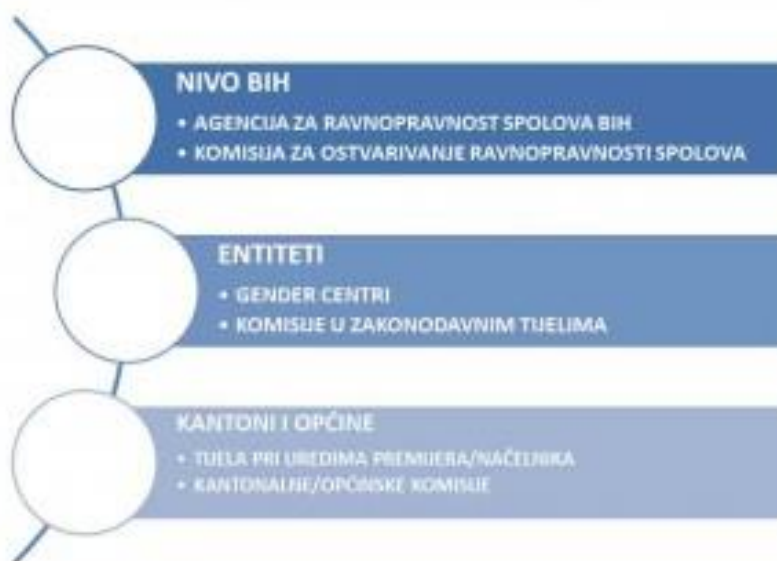 NIVO BIH
• AGENCIJA ZA RAVNOPRAVNOST SPOLOVA BIH
• KOMISIJA ZA OSTVARIVANJE RAVNOPRAVNOSTI SPOLOVA
ENTITETI
• GENDER CENTRI
• KOMISIJE U ZAKONODAVNIM TIJELIMA
KANTONI I OPĆINE
• TIJELA PRI UREDIMA PREMIJERA/NAČELNIKA
• KANTONALNE/OPĆINSKE KOMISIJE